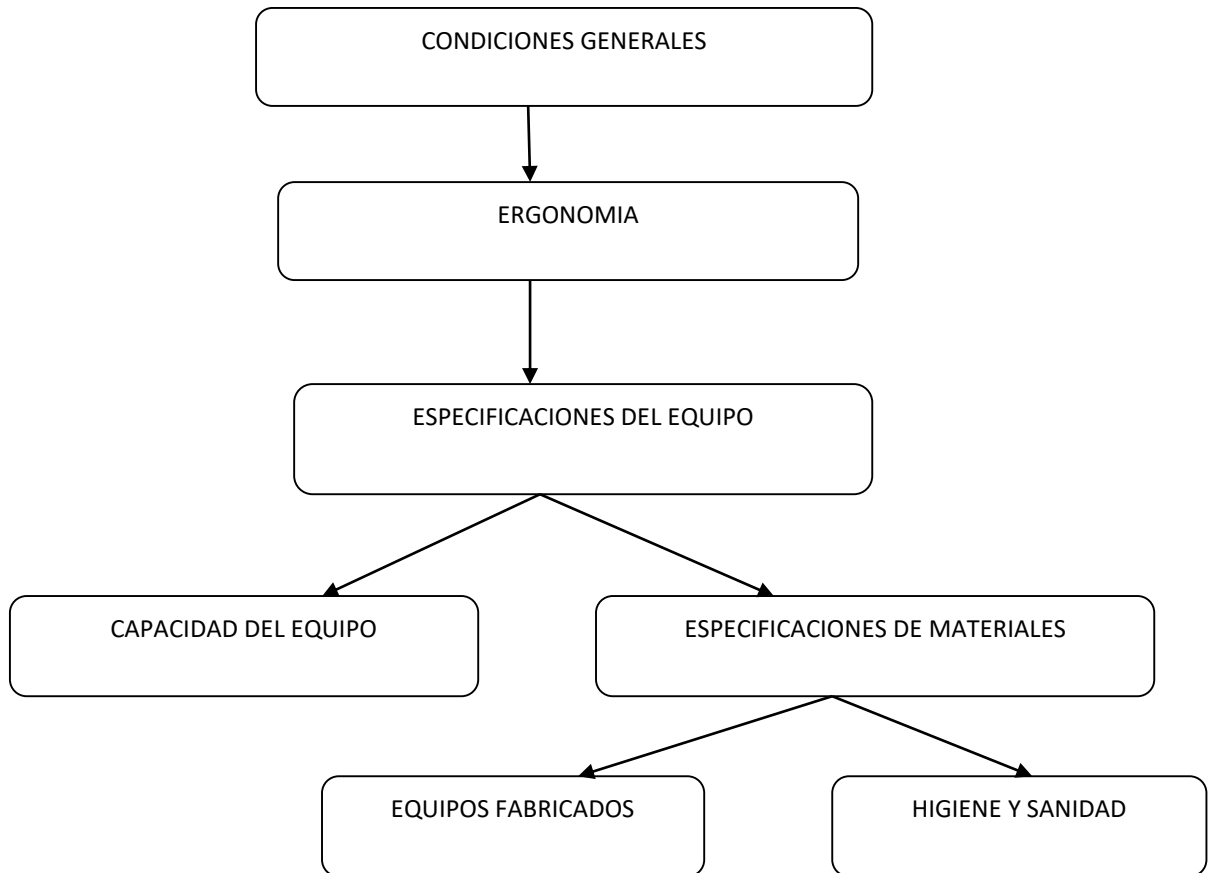 CONDICIONES GENERALES
ERGONOMIA
ESPECIFICACIONES DEL EQUIPO
CAPACIDAD DEL EQUIPO
ESPECIFICACIONES DE MATERIALES
EQUIPOS FABRICADOS
HIGIENE Y SANIDAD